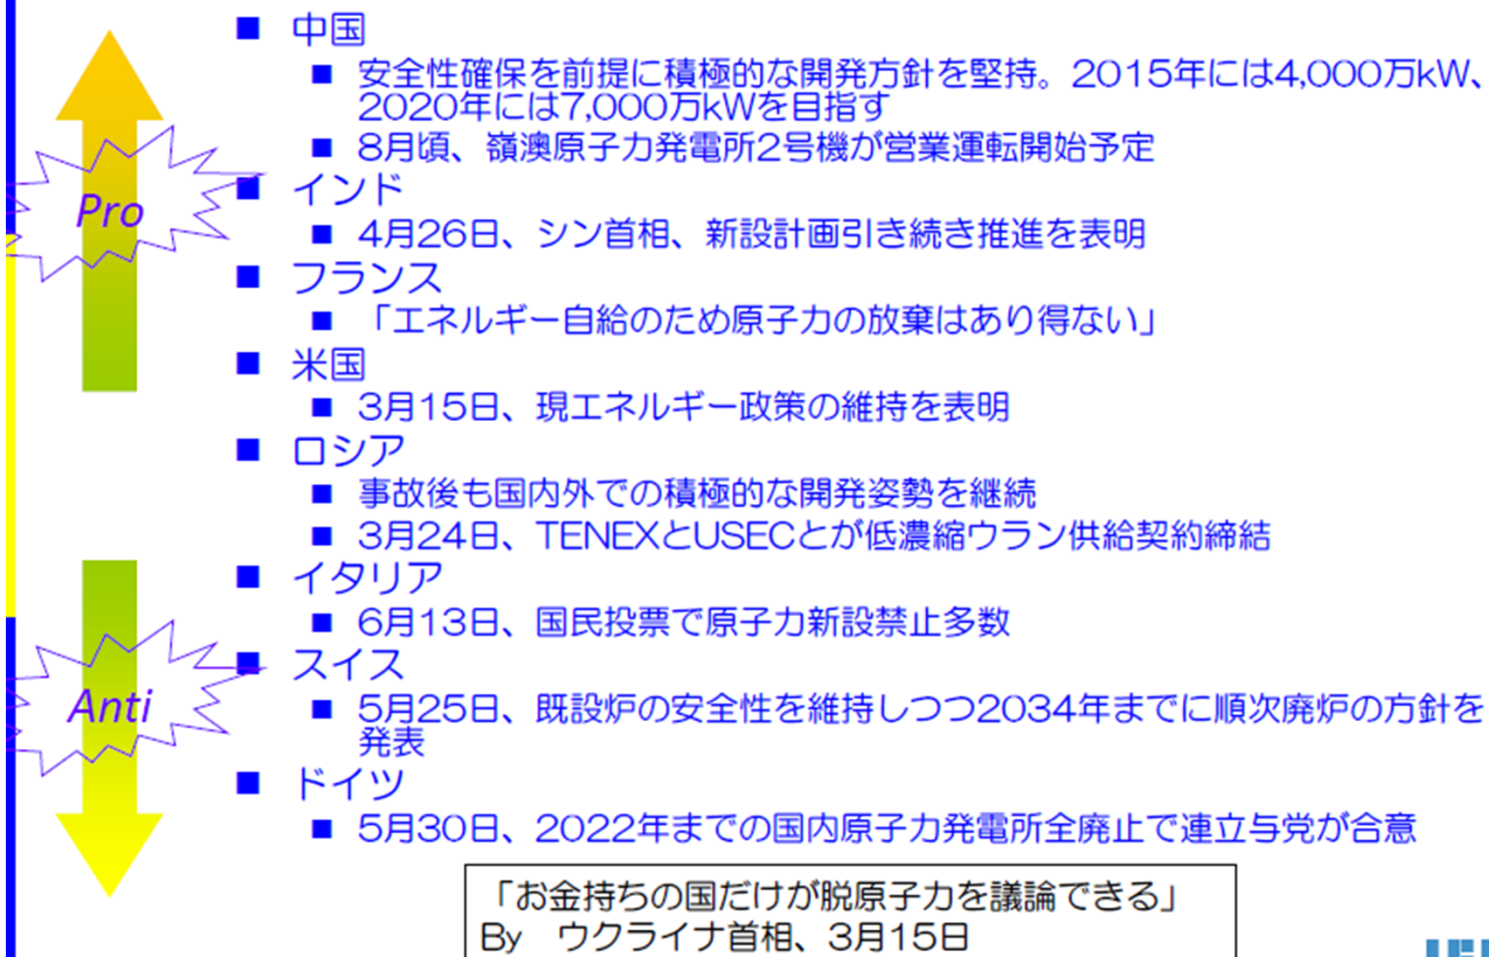 ■ 中国
■ 安全性確保を前提に積極的な開発方針を堅持。2015年には4,000万kW、
2020年には7,000万kWを目指す
■ 8月頃、嶺澳原子力発電所2号機が営業運転開始予定
Pro
■ インド
■ 4月26日、シン首相、新設計画引き続き推進を表明
■ フランス
■ 「エネルギー自給のため原子力の放棄はあり得ない」
■ 米国
■ 3月15日、現エネルギー政策の維持を表明
■ ロシア
■ 事故後も国内外での積極的な開発姿勢を継続
■ 3月24日、TENEXとUSECとが低濃縮ウラン供給契約締結
■ イタリア
■ 6月13日、国民投票で原子力新設禁止多数
■ スイス
Anti
■ 5月25日、既設炉の安全性を維持しつつ2034年までに順次廃炉の方針を
発表
■ ドイツ
■ 5月30日、2022年までの国内原子力発電所全廃止で連立与党が合意
「お金持ちの国だけが脱原子力を議論できる」
By　ウクライナ首相、3月15日